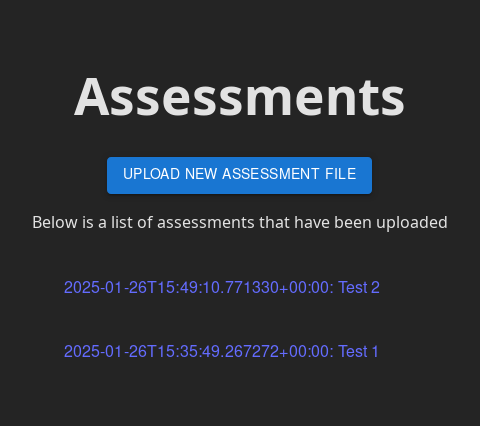 Assessments
UPLOAD NEW ASSESSMENT FILE
Below is a list of assessments that have been uploaded
2025-01-26T15:49:10.771330+00:00: Test 2
2025-01-26T15:35:49.267272+00:00: Test 1